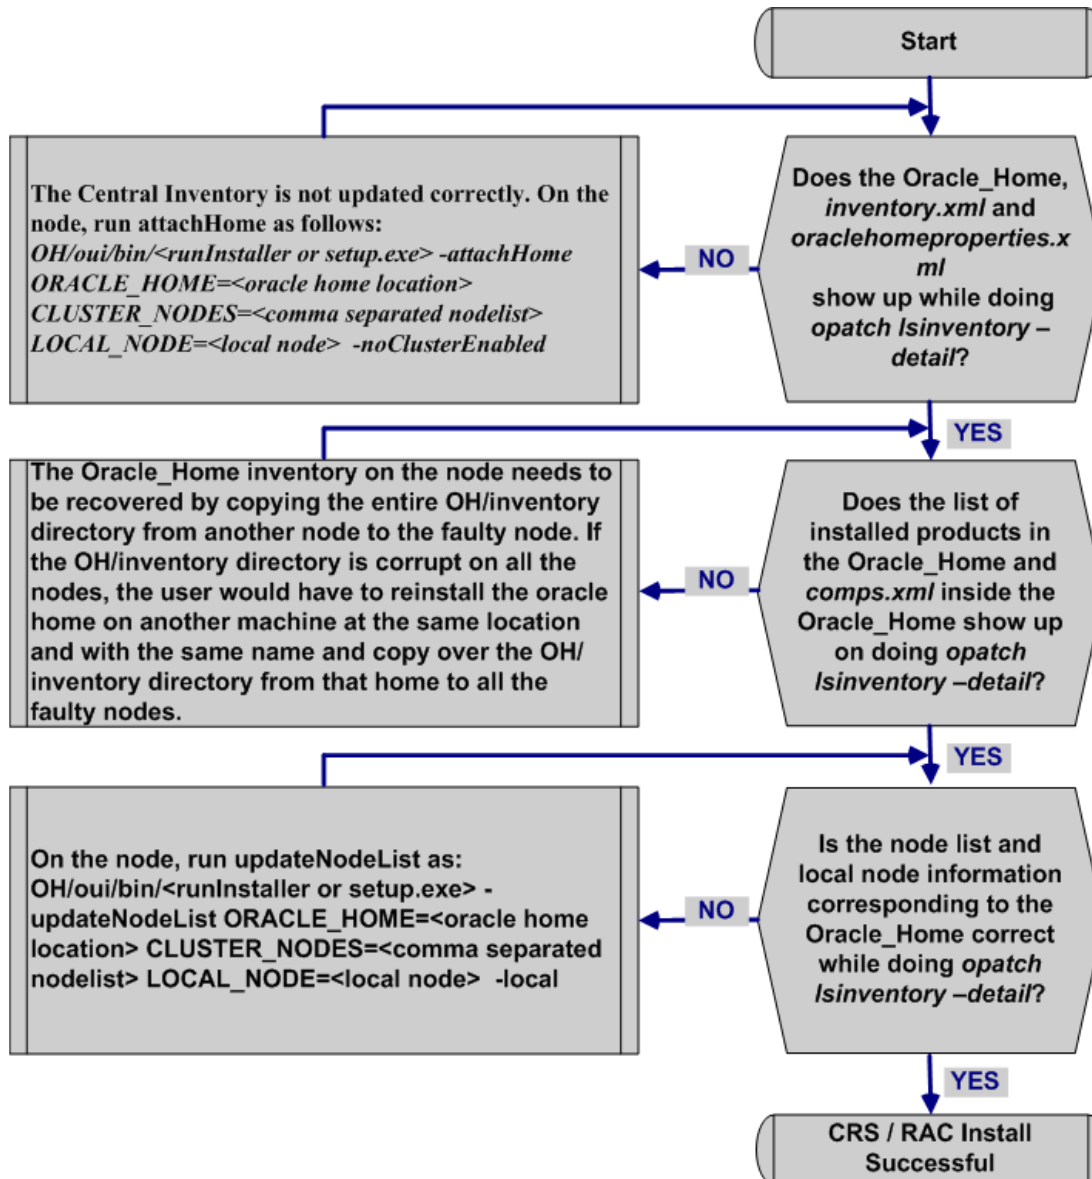 Start
The Central Inventory is not updated correctly. On the
node, run attachHome as follows:
OH/oui/bin/<runInstaller or setup.exe> -attachHome
ORACLE_HOME=<oracle home location>
CLUSTER_NODES=<comma separated nodelist>
LOCAL_NODE=<local node>  -noClusterEnabled
NO
Does the Oracle_Home,
inventory.xml and
oraclehomeproperties.x
ml
show up while doing
opatch lsinventory –
detail?
YES
The Oracle_Home inventory on the node needs to
be recovered by copying the entire OH/inventory
directory from another node to the faulty node. If
the OH/inventory directory is corrupt on all the
nodes, the user would have to reinstall the oracle
home on another machine at the same location
and with the same name and copy over the OH/
inventory directory from that home to all the
faulty nodes.
NO
Does the list of
installed products in
the Oracle_Home and
comps.xml inside the
Oracle_Home show up
on doing opatch
lsinventory –detail?
YES
On the node, run updateNodeList as:
OH/oui/bin/<runInstaller or setup.exe> -
updateNodeList ORACLE_HOME=<oracle home
location> CLUSTER_NODES=<comma separated
nodelist> LOCAL_NODE=<local node>  -local
NO
Is the node list and
local node information
corresponding to the
Oracle_Home correct
while doing opatch
lsinventory –detail?
YES
CRS / RAC Install
Successful